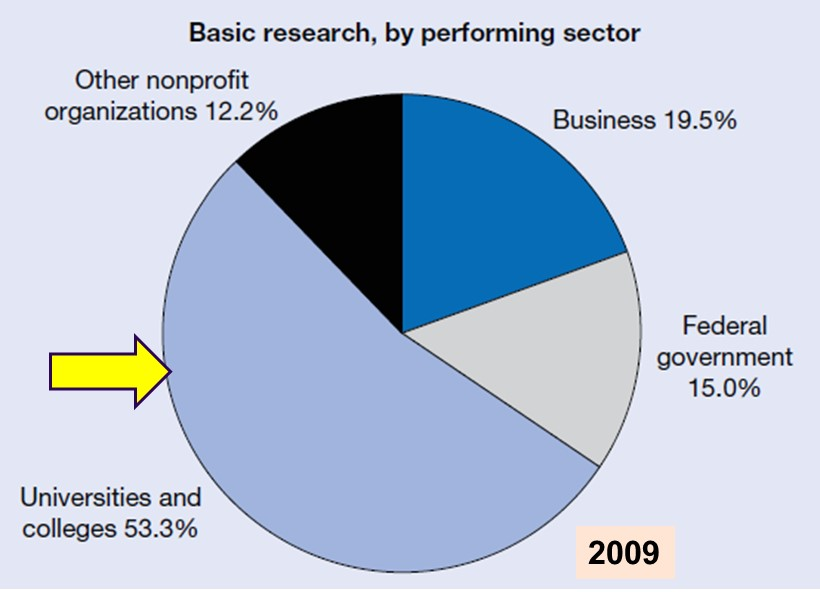 Basic research, by performing sector
Other nonprofit
organizations 12.2%
Business 19.5%
Federal
government
15.0%
Universities and
colleges 53.3%
2009